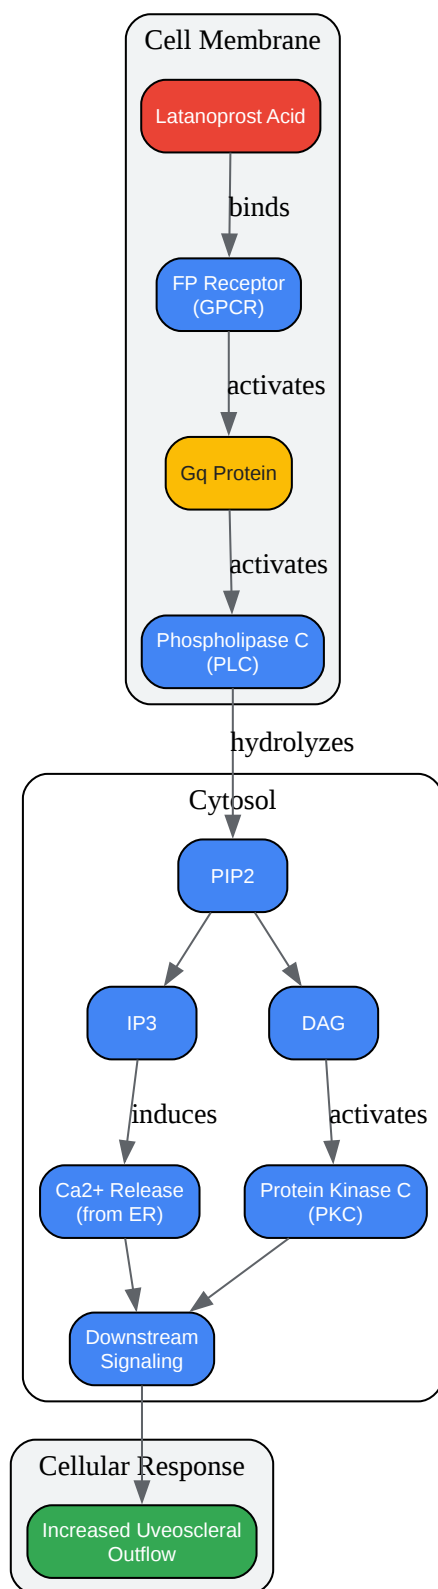 Cell Membrane
Latanoprost Acid
binds
FP Receptor
(GPCR)
activates
Gq Protein
activates
Phospholipase C
(PLC)
hydrolyzes
Cytosol
PIP2
IP3
DAG
induces
activates
Ca2+ Release
(from ER)
Protein Kinase C
(PKC)
Downstream
Signaling
Cellular Response
Increased Uveoscleral
Outflow